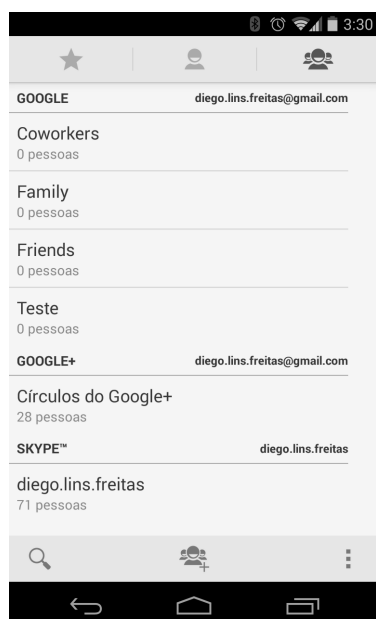 3:30
GOOGLE diego.lins.freitas@gmail.com
Coworkers
0 pessoas
Family
0 pessoas
Friends
0 pessoas
Teste
0 pessoas
GOOGLE+ diego.lins.freitas@gmail.com
Círculos do Google+
28 pessoas
SKYPE™ diego.lins.freitas
diego.lins.freitas
71 pessoas